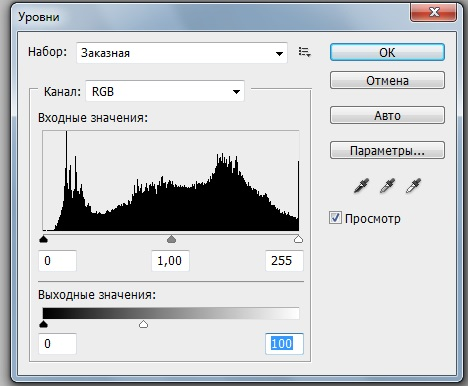 Уровни
Набор: Заказная
OK
Отмена
Канал: RGB
Авто
Входные значения:
Параметры...
Просмотр
0 1,00 255
Выходные значения:
0 100